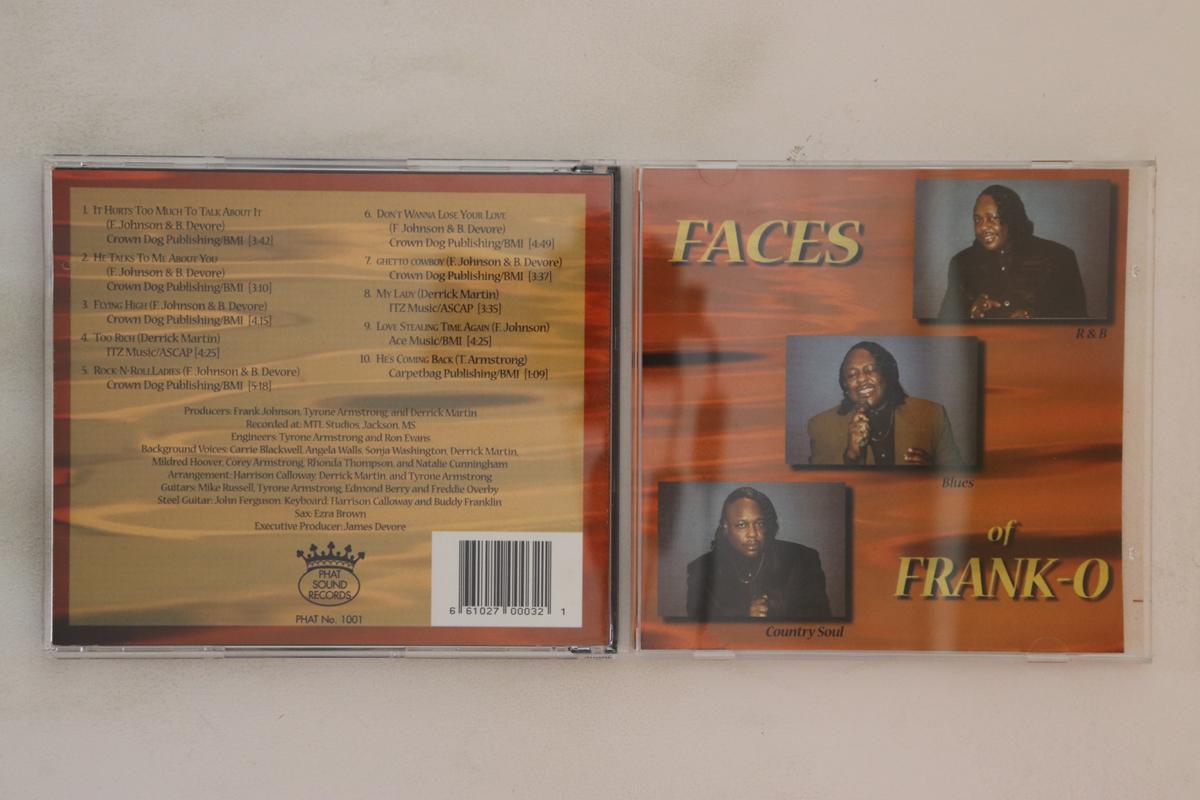 1. It Hurts Too Much To Talk About It
(F. Johnson & B. Devore)
Crown Dog Publishing/BMI [3:42]
2. He Talks To Me About You
(F. Johnson & B. Devore)
Crown Dog Publishing/BMI [3:10]
3. Flying High (F. Johnson & B. Devore)
Crown Dog Publishing/BMI [4:15]
4. Too Rich (Derrick Martin)
ITZ Music/ASCAP [4:25]
5. Rock-N-RollLadies (F. Johnson & B. Devore)
Crown Dog Publishing/BMI [5:18]
6. Don't Wanna Lose Your Love
(F. Johnson & B. Devore)
Crown Dog Publishing/BMI [4:49]
7. ghetto cowboy (F. Johnson & B. Devore)
Crown Dog Publishing/BMI [3:37]
8. My Lady (Derrick Martin)
ITZ Music/ASCAP [3:35]
9. Love Stealing Time Again (F. Johnson)
Ace Music/BMI [4:25]
10. He's Coming Back (T. Armstrong)
Carpetbag Publishing/BMI [1:09]
Producers: Frank Johnson, Tyrone Armstrong, and Derrick Martin
Recorded at: MTL Studios, Jackson, MS
Engineers: Tyrone Armstrong and Ron Evans
Background Voices: Carrie Blackwell, Angela Walls, Sonja Washington, Derrick Martin,
Mildred Hoover, Corey Armstrong, Rhonda Thompson, and Natalie Cunningham
Arrangement: Harrison Calloway, Derrick Martin, and Tyrone Armstrong
Guitars: Mike Russell, Tyrone Armstrong, Edmond Berry and Freddie Overby
Steel Guitar: John Ferguson, Keyboard: Harrison Calloway and Buddy Franklin
Sax: Ezra Brown
Executive Producer: James Devore
PHAT
SOUND
RECORDS
PHAT No. 1001
6 61027 00032 1
FACES
R & B
Blues
of
FRANK-O
Country Soul